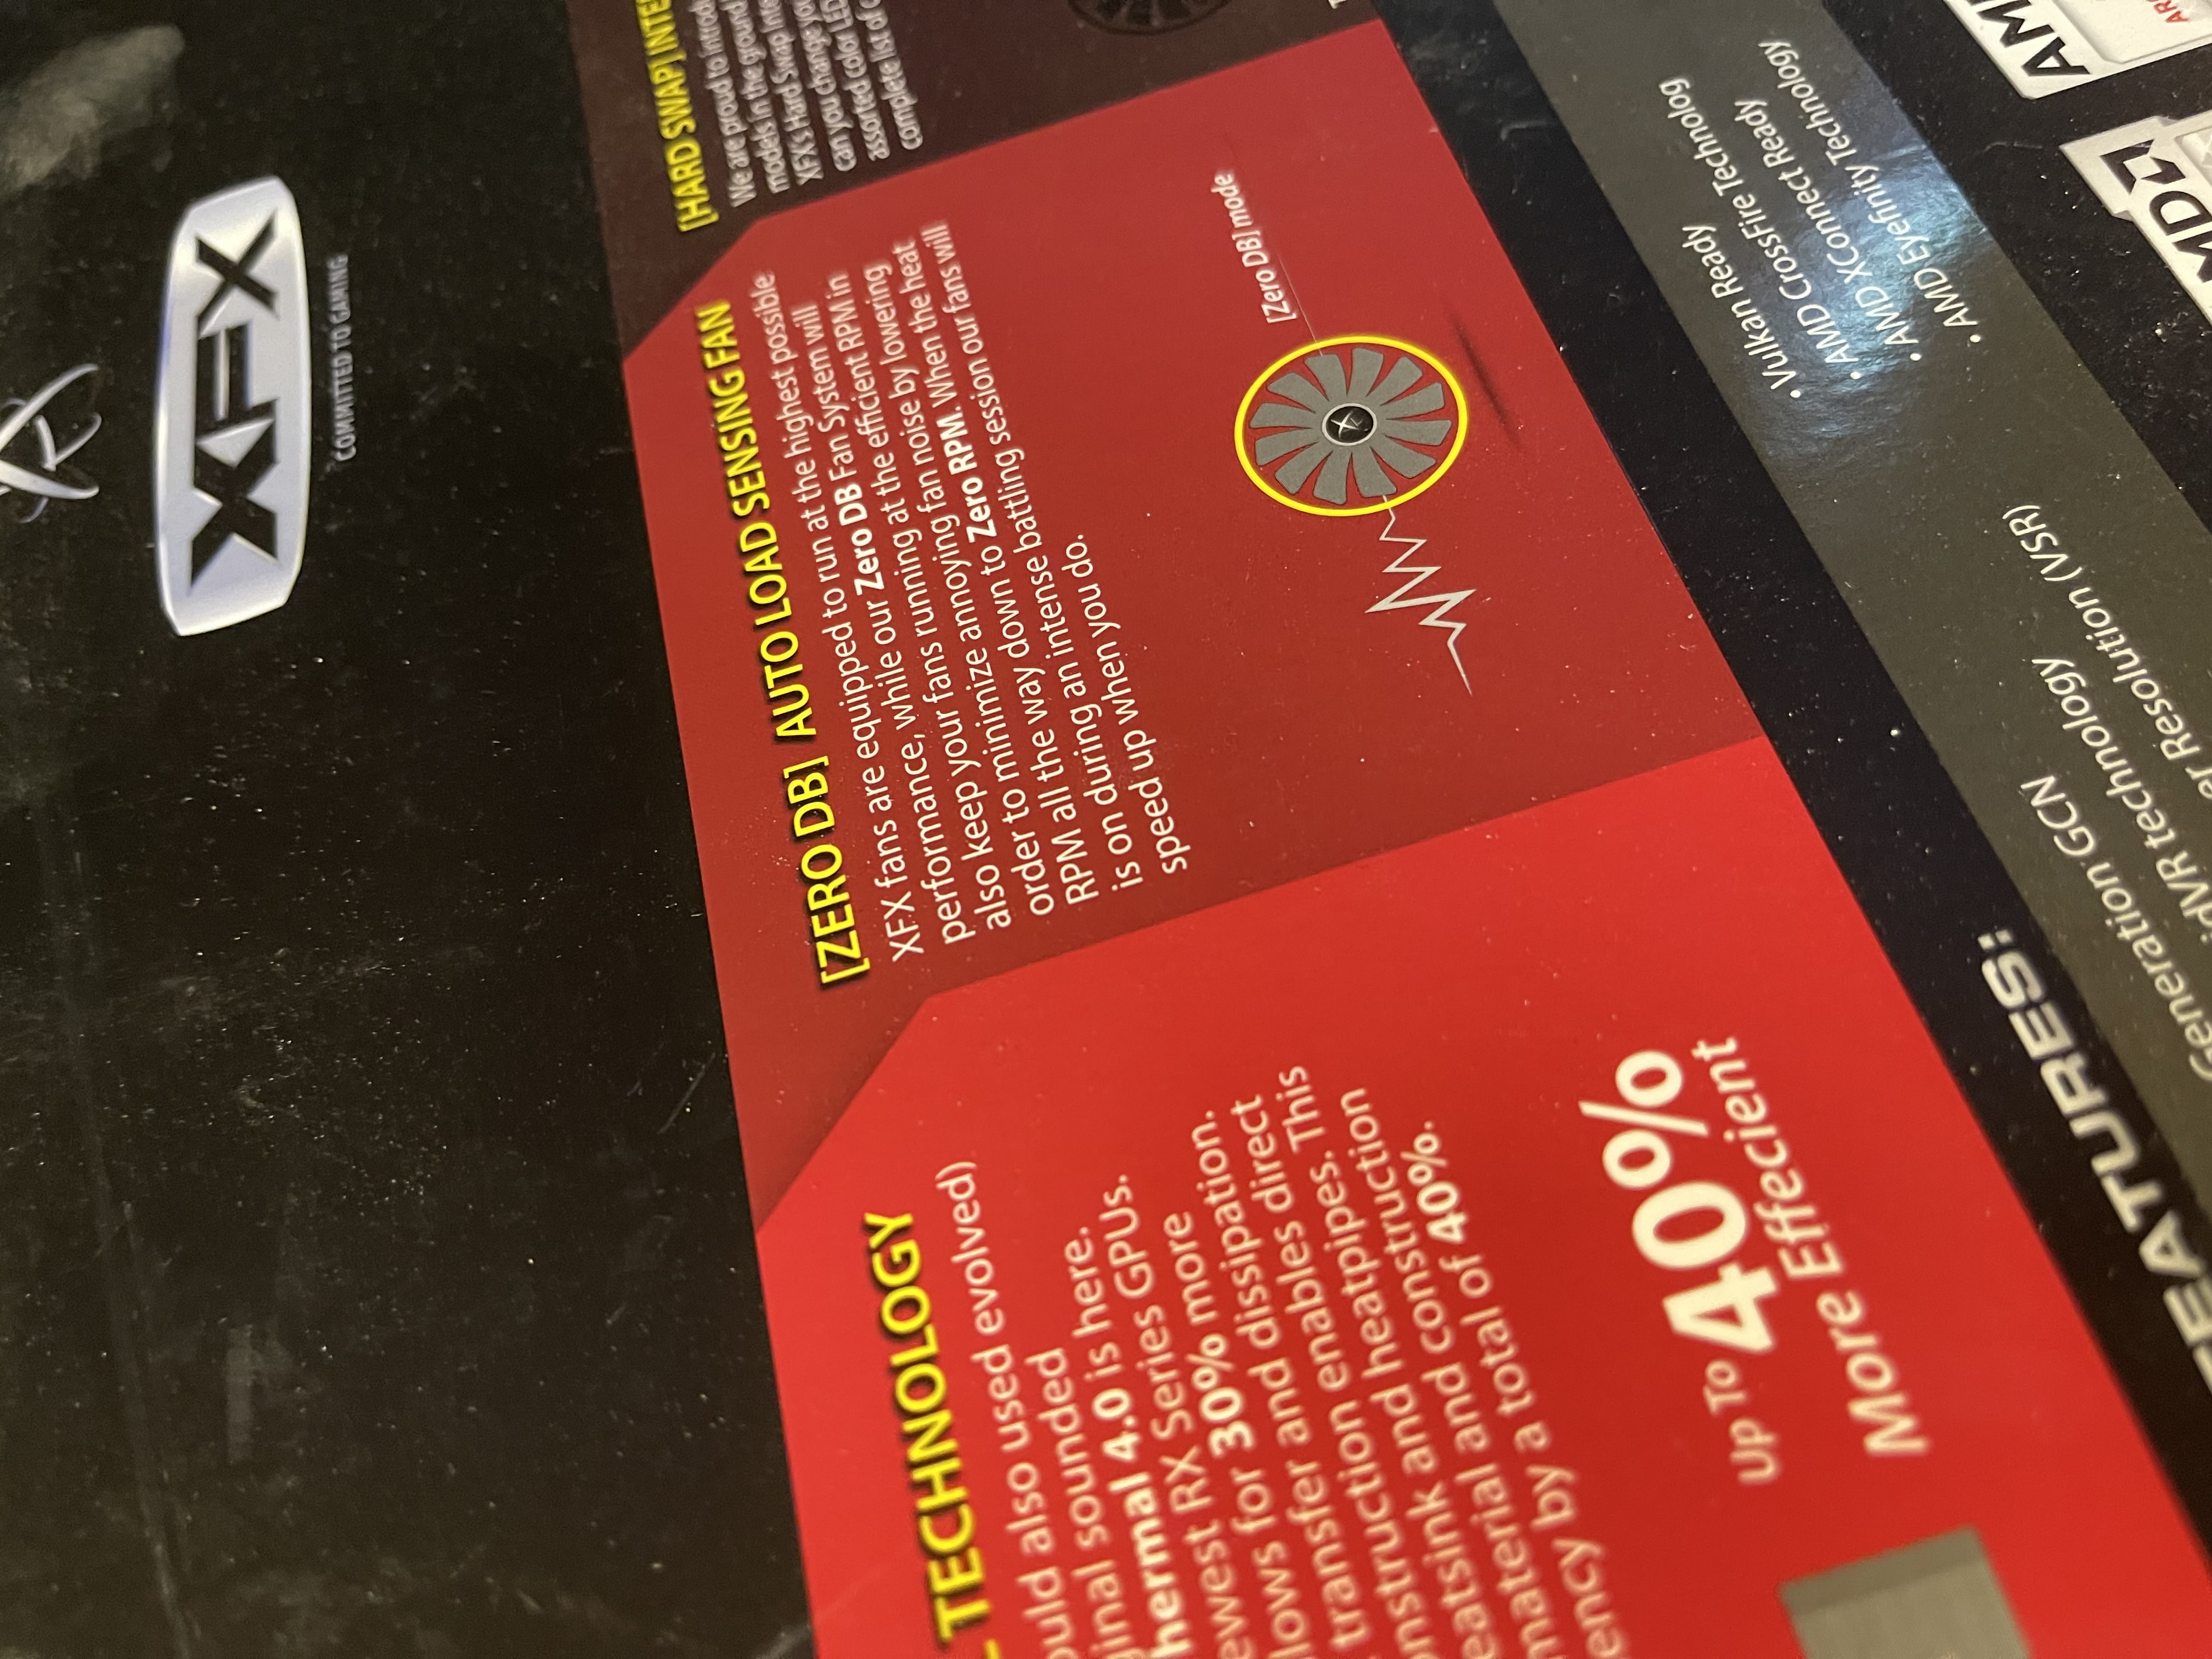 XFX
COMMITTED TO GAMING
TECHNOLOGY
ould also used evolved)
ginal sounded
hermal 4.0 is here.
ewest RX Series GPUs.
lows for 30% more
transfer and dissipation.
onstruction enables direct
eatsink and heatpipes. This
material and construction
ency by a total of 40%.
Up To 40%
More Effecient
[ZERO DB] AUTO LOAD SENSING FAN
XFX fans are equipped to run at the highest possible
performance, while our Zero DB Fan System will
also keep your fans running at the efficient RPM in
order to minimize annoying fan noise by lowering
RPM all the way down to Zero RPM. When the heat
is on during an intense battling session our fans will
speed up when you do.
[Zero DB] mode
[HARD SWAP] INTE
We are proud to introd
models in the ground
XFX's Hard Swap Inte
can you change yo
assorted color LED
complete list of c
EATURES:
Generation GCN
idVR technology
er Resolution (VSR)
• Vulkan Ready
• AMD CrossFire Technolog
• AMD XConnect Ready
• AMD Eyefinity Technology
AMD
AM
AR